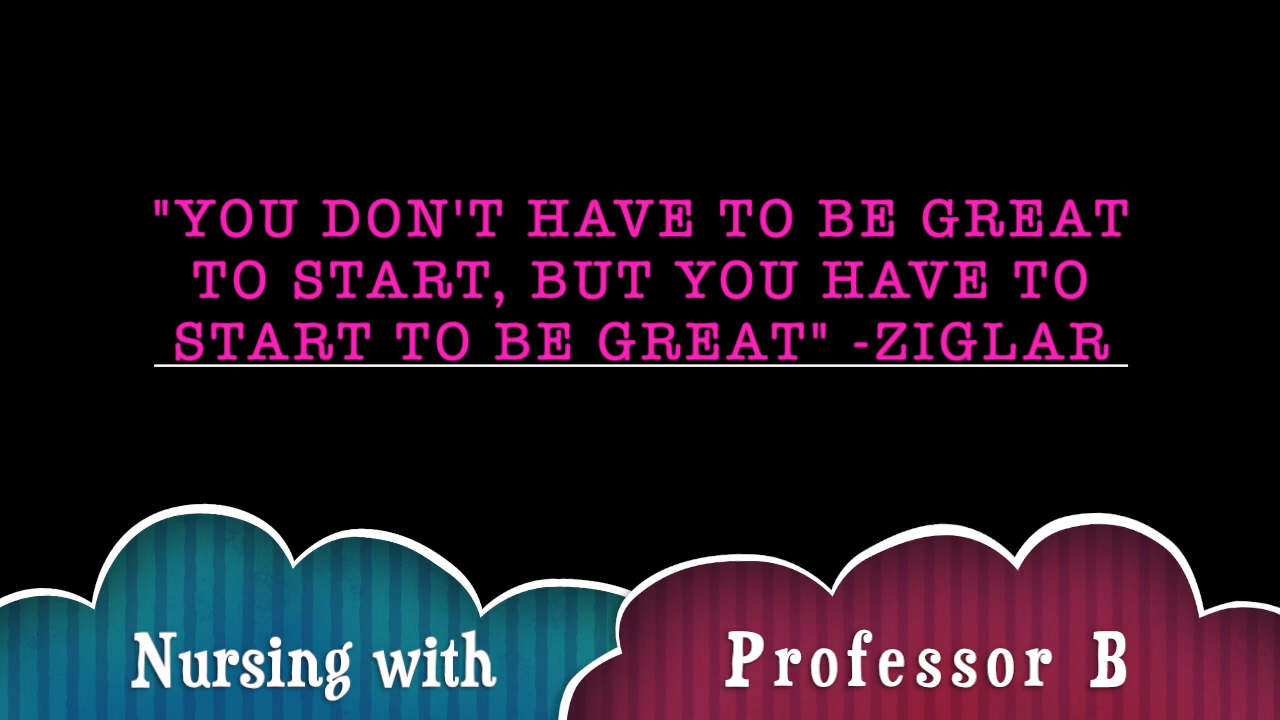 "YOU DON'T HAVE TO BE GREAT
TO START, BUT YOU HAVE TO
START TO BE GREAT" -ZIGLAR
Nursing with
Professor B